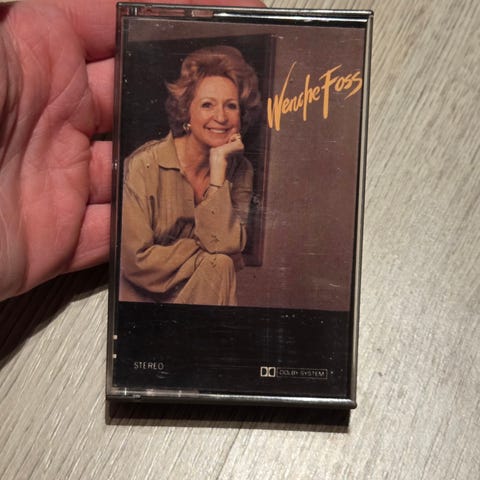 Wenche Foss
STEREO
DOLBY SYSTEM